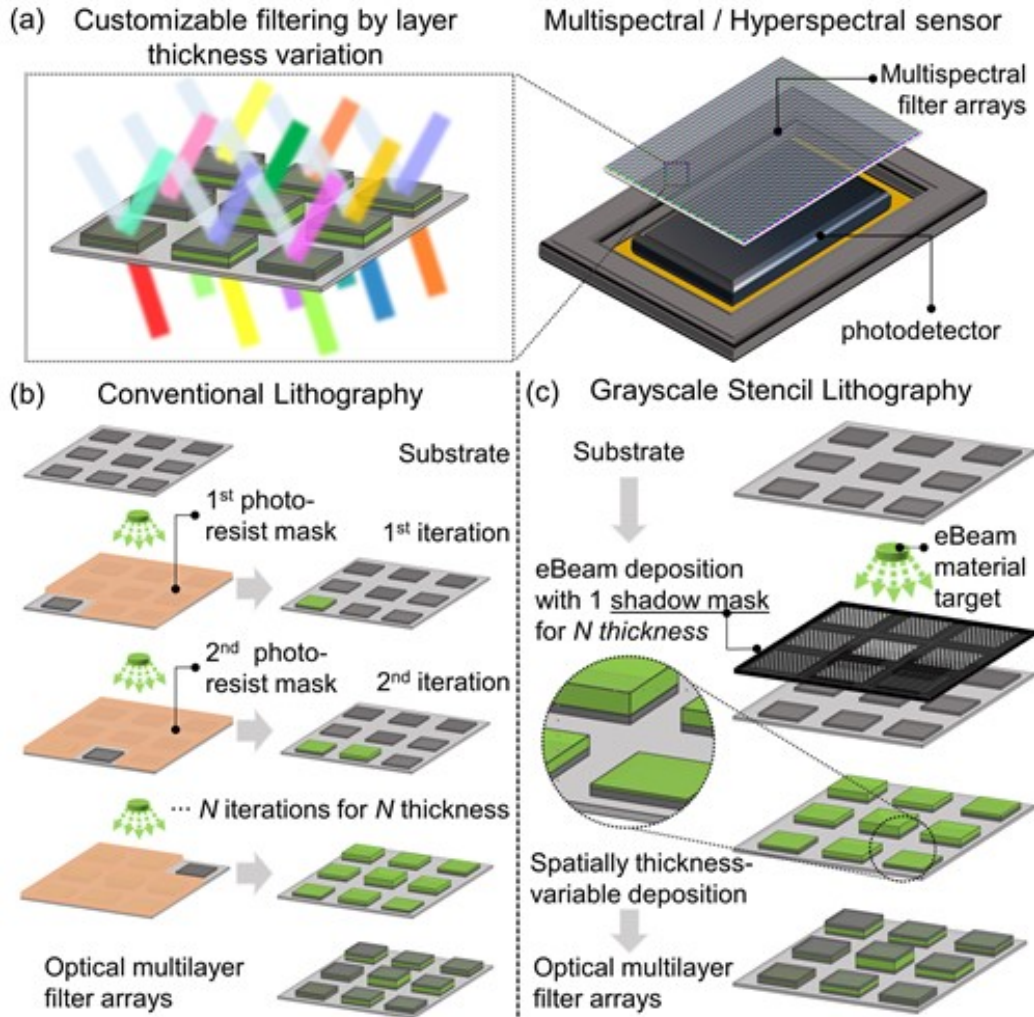 (a) Customizable filtering by layer
thickness variation
Multispectral / Hyperspectral sensor
Multispectral
filter arrays
photodetector
(b) Conventional Lithography
Substrate
1st photo-
resist mask
1st iteration
2nd photo-
resist mask
2nd iteration
... N iterations for N thickness
Optical multilayer
filter arrays
(c) Grayscale Stencil Lithography
Substrate
eBeam
material
target
eBeam deposition
with 1 shadow mask
for N thickness
Spatially thickness-
variable deposition
Optical multilayer
filter arrays